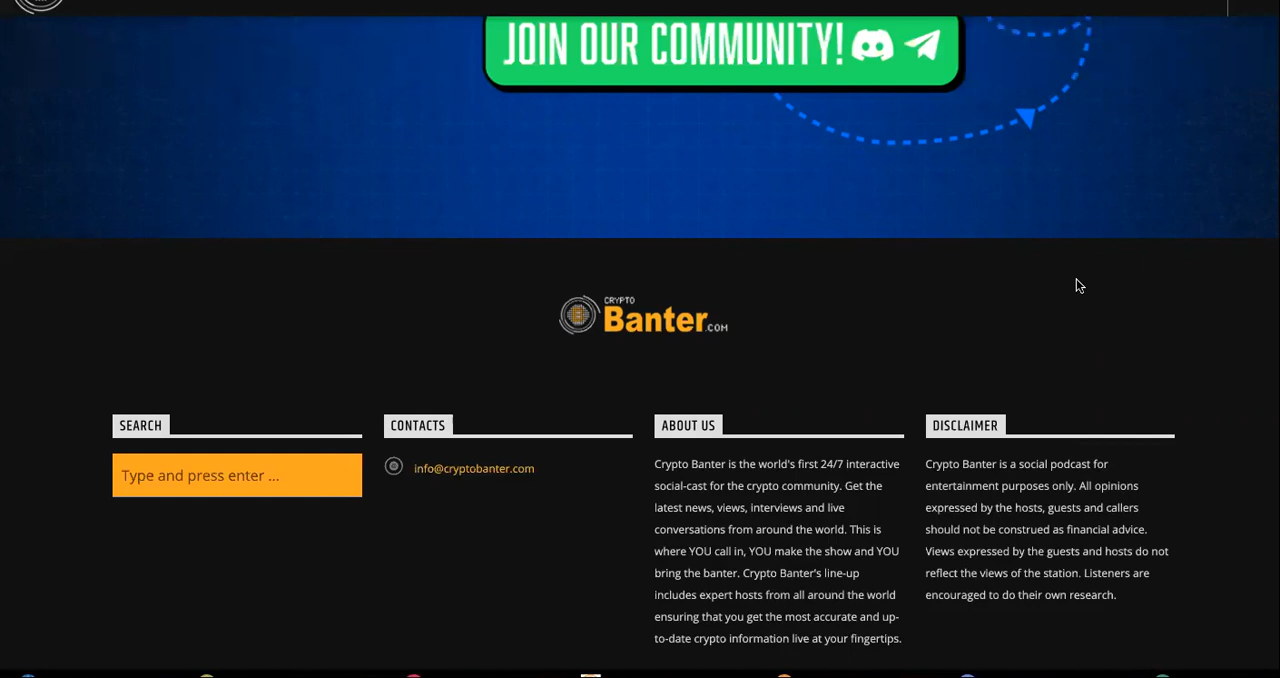 JOIN OUR COMMUNITY!
CRYPTO
Banter.COM
SEARCH
Type and press enter ...
CONTACTS
info@cryptobanter.com
ABOUT US
Crypto Banter is the world's first 24/7 interactive
social-cast for the crypto community. Get the
latest news, views, interviews and live
conversations from around the world. This is
where YOU call in, YOU make the show and YOU
bring the banter. Crypto Banter's line-up
includes expert hosts from all around the world
ensuring that you get the most accurate and up-
to-date crypto information live at your fingertips.
DISCLAIMER
Crypto Banter is a social podcast for
entertainment purposes only. All opinions
expressed by the hosts, guests and callers
should not be construed as financial advice.
Views expressed by the guests and hosts do not
reflect the views of the station. Listeners are
encouraged to do their own research.